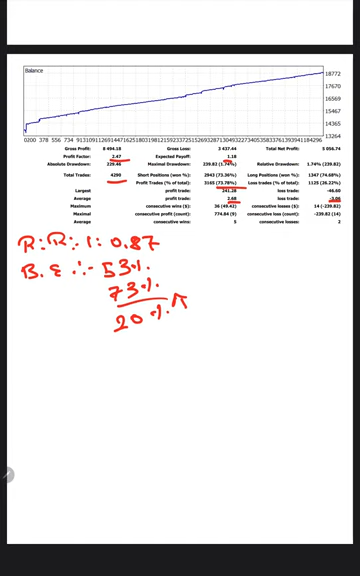 Balance
18772
17670
16569
15467
14365
13264
Gross Profit: 8 494.18 Gross Loss: 3 437.44 Total Net Profit: 5 056.74
Profit Factor: 2.47 Expected Payoff: 1.18
Absolute Drawdown: 229.46 Maximal Drawdown: 239.82 (1.74%) Relative Drawdown: 1.74% (239.82)
Total Trades: 4290 Short Positions (won %): 2943 (73.36%) Long Positions (won %): 1347 (74.68%)
Profit Trades (% of total): 3165 (73.78%) Loss trades (% of total): 1125 (26.22%)
Largest profit trade: 241.28 loss trade: -46.60
Average profit trade: 2.68 loss trade: -3.06
Maximum consecutive wins ($): 36 (49.42) consecutive losses ($): 14 (-239.82)
Maximal consecutive profit (count): 774.84 (9) consecutive loss (count): -239.82 (14)
Average consecutive wins: 5 consecutive losses: 2
R:R: 1: 0.87
B.E ∴- 53%
73%
20%